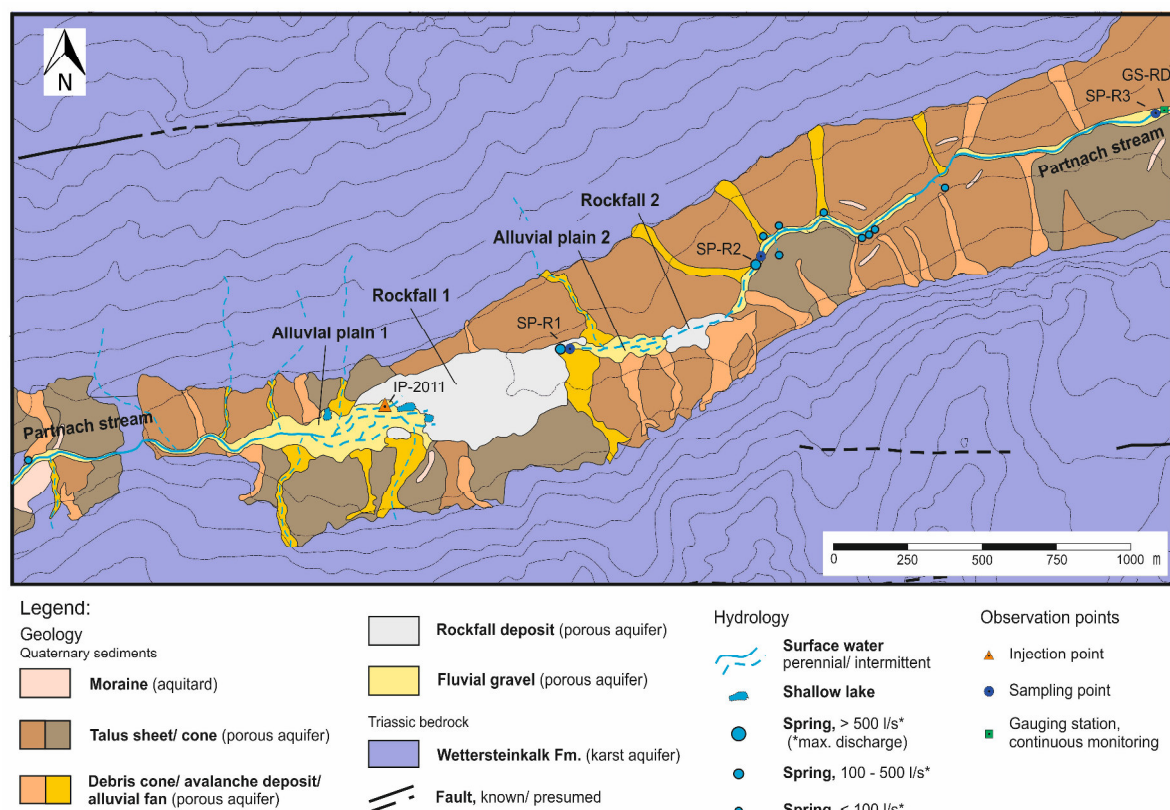 N
GS-RD
SP-R3
Partnach stream
Rockfall 2
Alluvial plain 2
SP-R2
Rockfall 1
SP-R1
Alluvial plain 1
IP-2011
Partnach stream
0 250 500 750 1000 m
Legend:
Geology
Quaternary sediments
Moraine (aquitard)
Talus sheet/ cone (porous aquifer)
Debris cone/ avalanche deposit/
alluvial fan (porous aquifer)
Rockfall deposit (porous aquifer)
Fluvial gravel (porous aquifer)
Triassic bedrock
Wettersteinkalk Fm. (karst aquifer)
Fault, known/ presumed
Hydrology
Surface water
perennial/ intermittent
Shallow lake
Spring, > 500 l/s*
(*max. discharge)
Spring, 100 - 500 l/s*
Spring, < 100 l/s*
Observation points
Injection point
Sampling point
Gauging station,
continuous monitoring